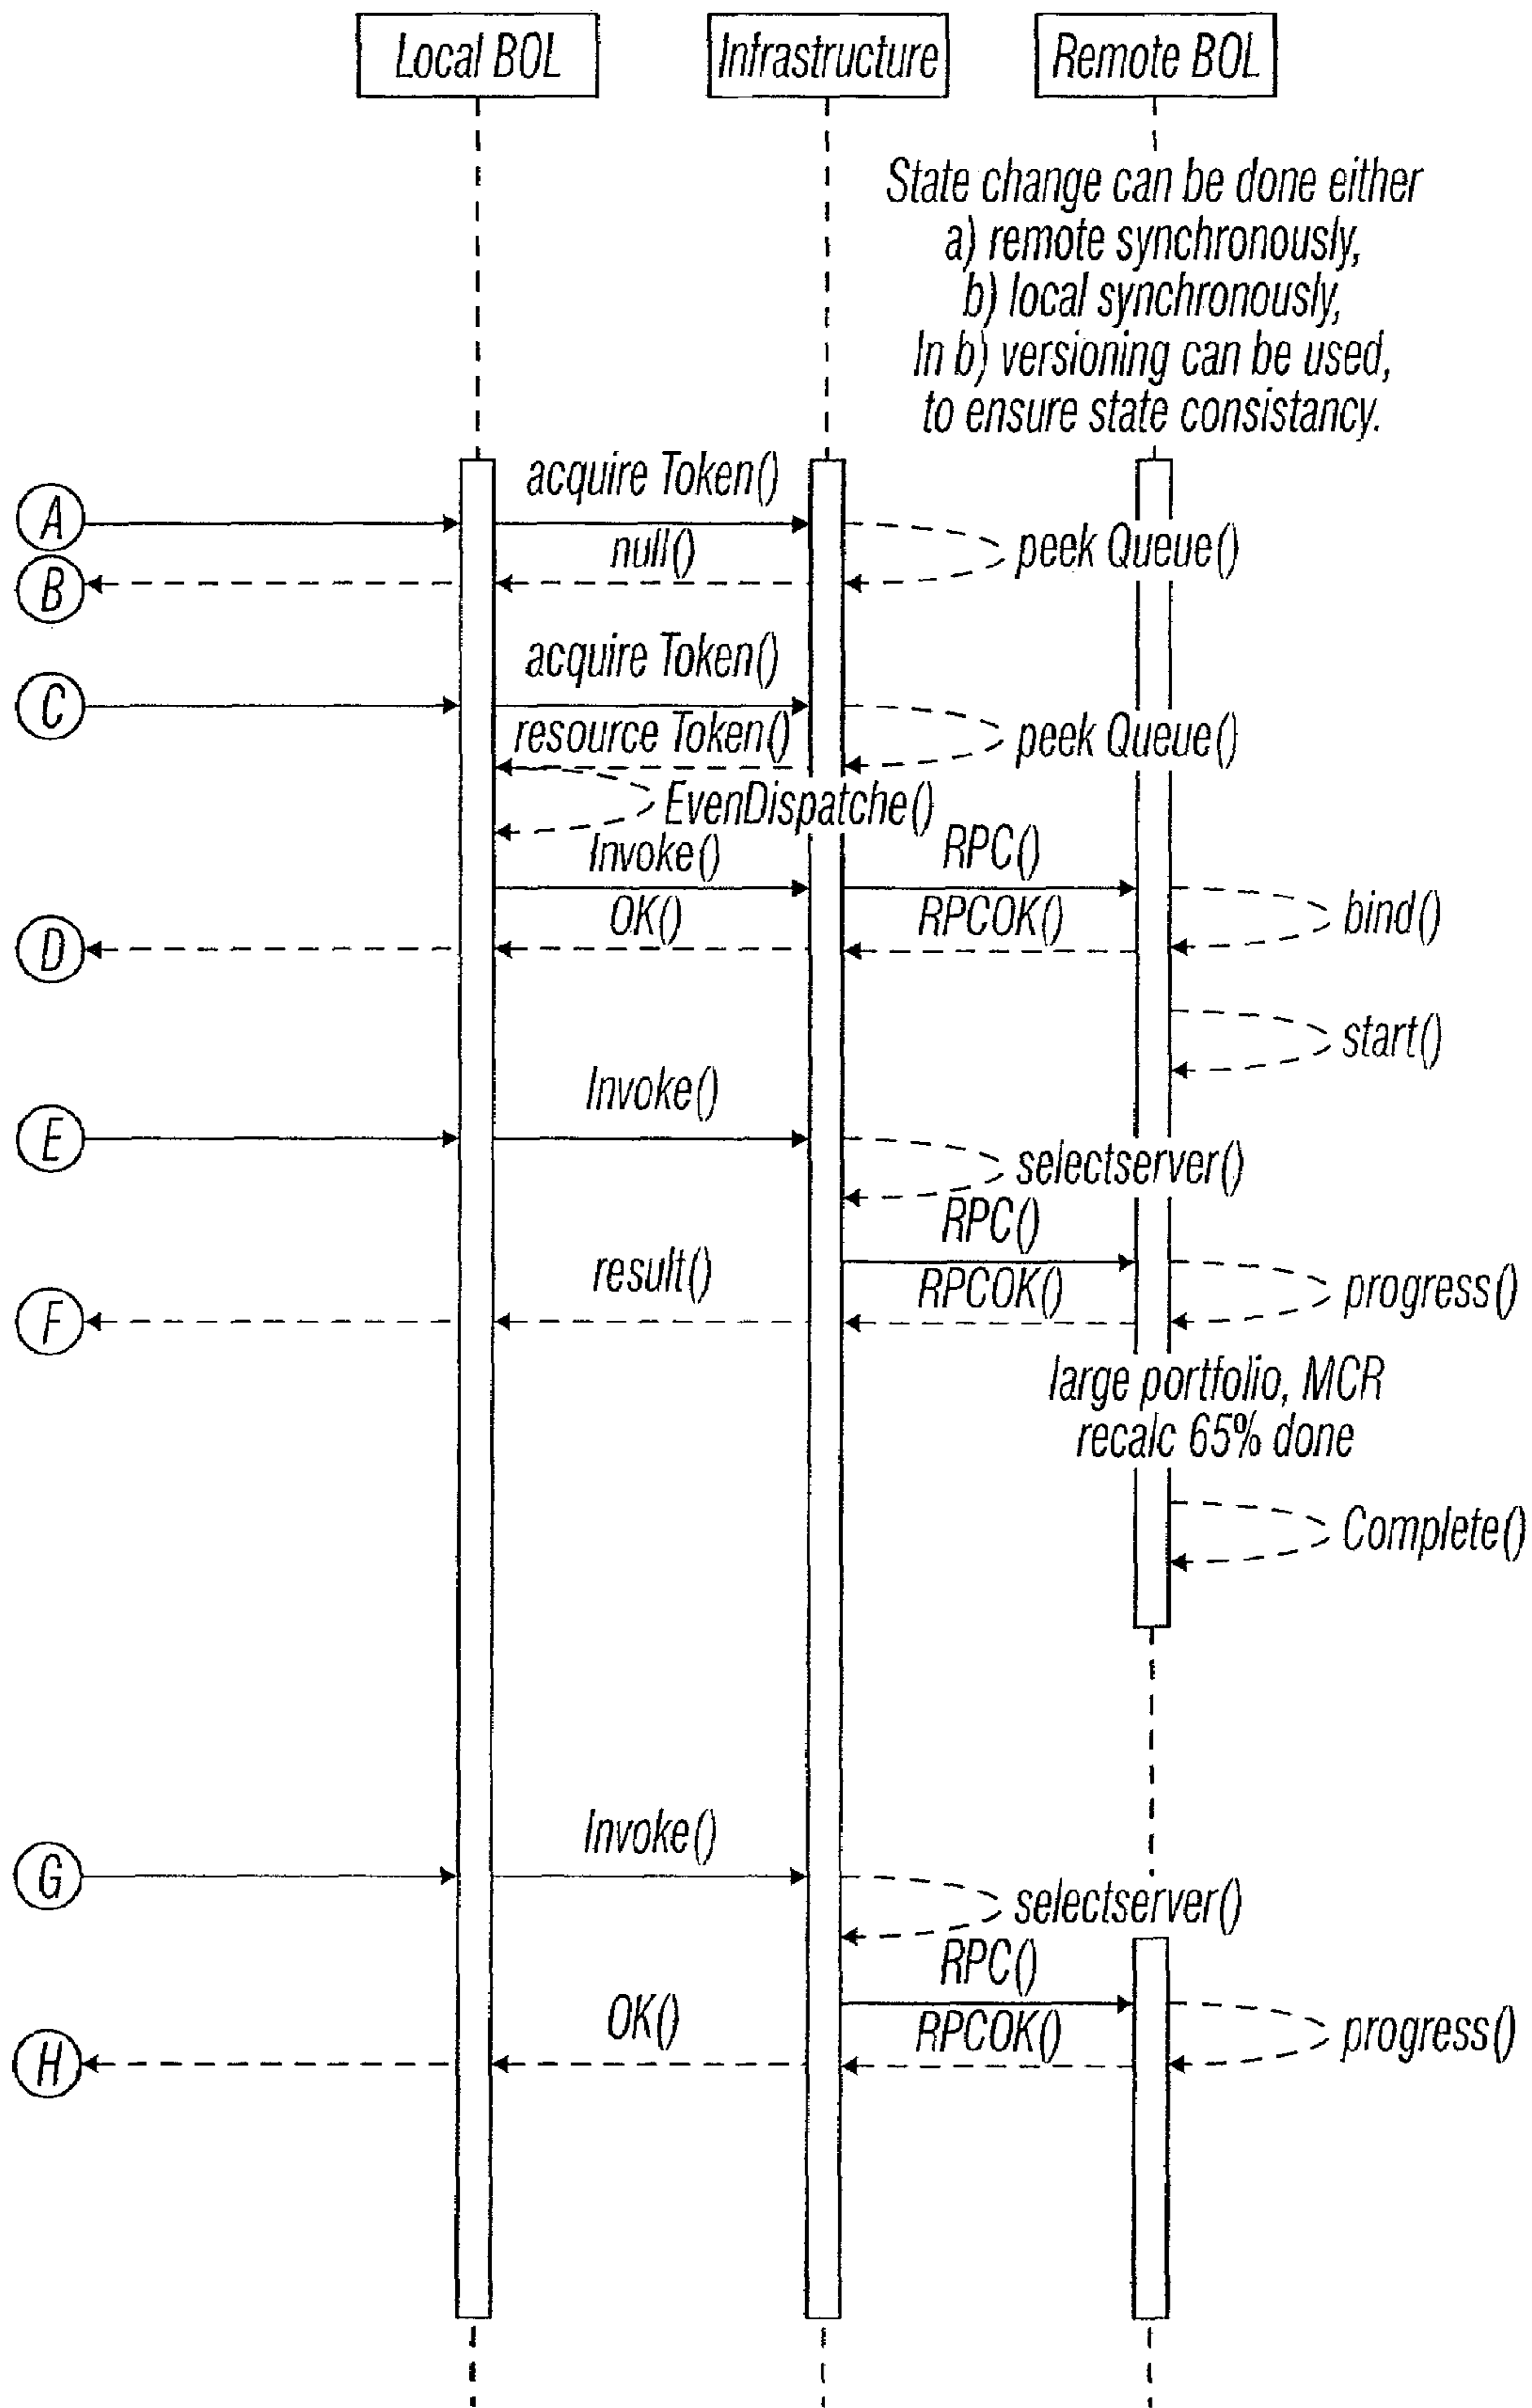 Local BOL
Infrastructure
Remote BOL
State change can be done either
a) remote synchronously,
b) local synchronously,
In b) versioning can be used,
to ensure state consistancy.
acquire Token()
A
null()
peek Queue()
B
acquire Token()
C
resource Token()
peek Queue()
EvenDispatche()
Invoke()
RPC()
OK()
RPCOK()
bind()
D
start()
Invoke()
E
selectserver()
RPC()
result()
RPCOK()
progress()
F
large portfolio, MCR
recalc 65% done
Complete()
Invoke()
G
selectserver()
RPC()
OK()
RPCOK()
progress()
H